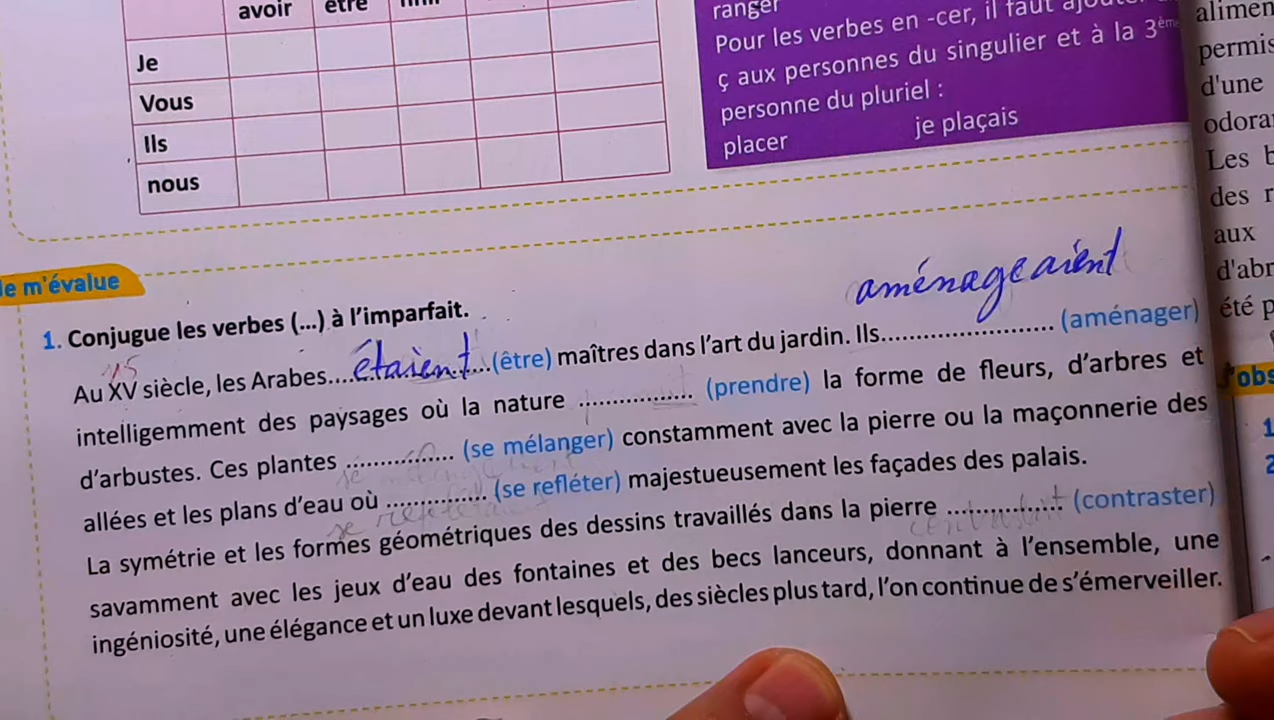 avoir être
Je
Vous
Ils
nous
ranger
Pour les verbes en -cer, il faut
ç aux personnes du singulier et à la 3ème
personne du pluriel :
placer je plaçais
alimen
permis
d'une
odora
Les b
des r
aux
d'abr
été p
obs
1
2
Je m'évalue
1. Conjugue les verbes (...) à l'imparfait.
aménageaient
15
Au XV siècle, les Arabes.... étaient ...(être) maîtres dans l'art du jardin. Ils..................... (aménager)
intelligemment des paysages où la nature ................. (prendre) la forme de fleurs, d'arbres et
d'arbustes. Ces plantes ................ (se mélanger) constamment avec la pierre ou la maçonnerie des
allées et les plans d'eau où ............... (se refléter) majestueusement les façades des palais.
La symétrie et les formes géométriques des dessins travaillés dans la pierre ................. (contraster)
savamment avec les jeux d'eau des fontaines et des becs lanceurs, donnant à l'ensemble, une
ingéniosité, une élégance et un luxe devant lesquels, des siècles plus tard, l'on continue de s'émerveiller.